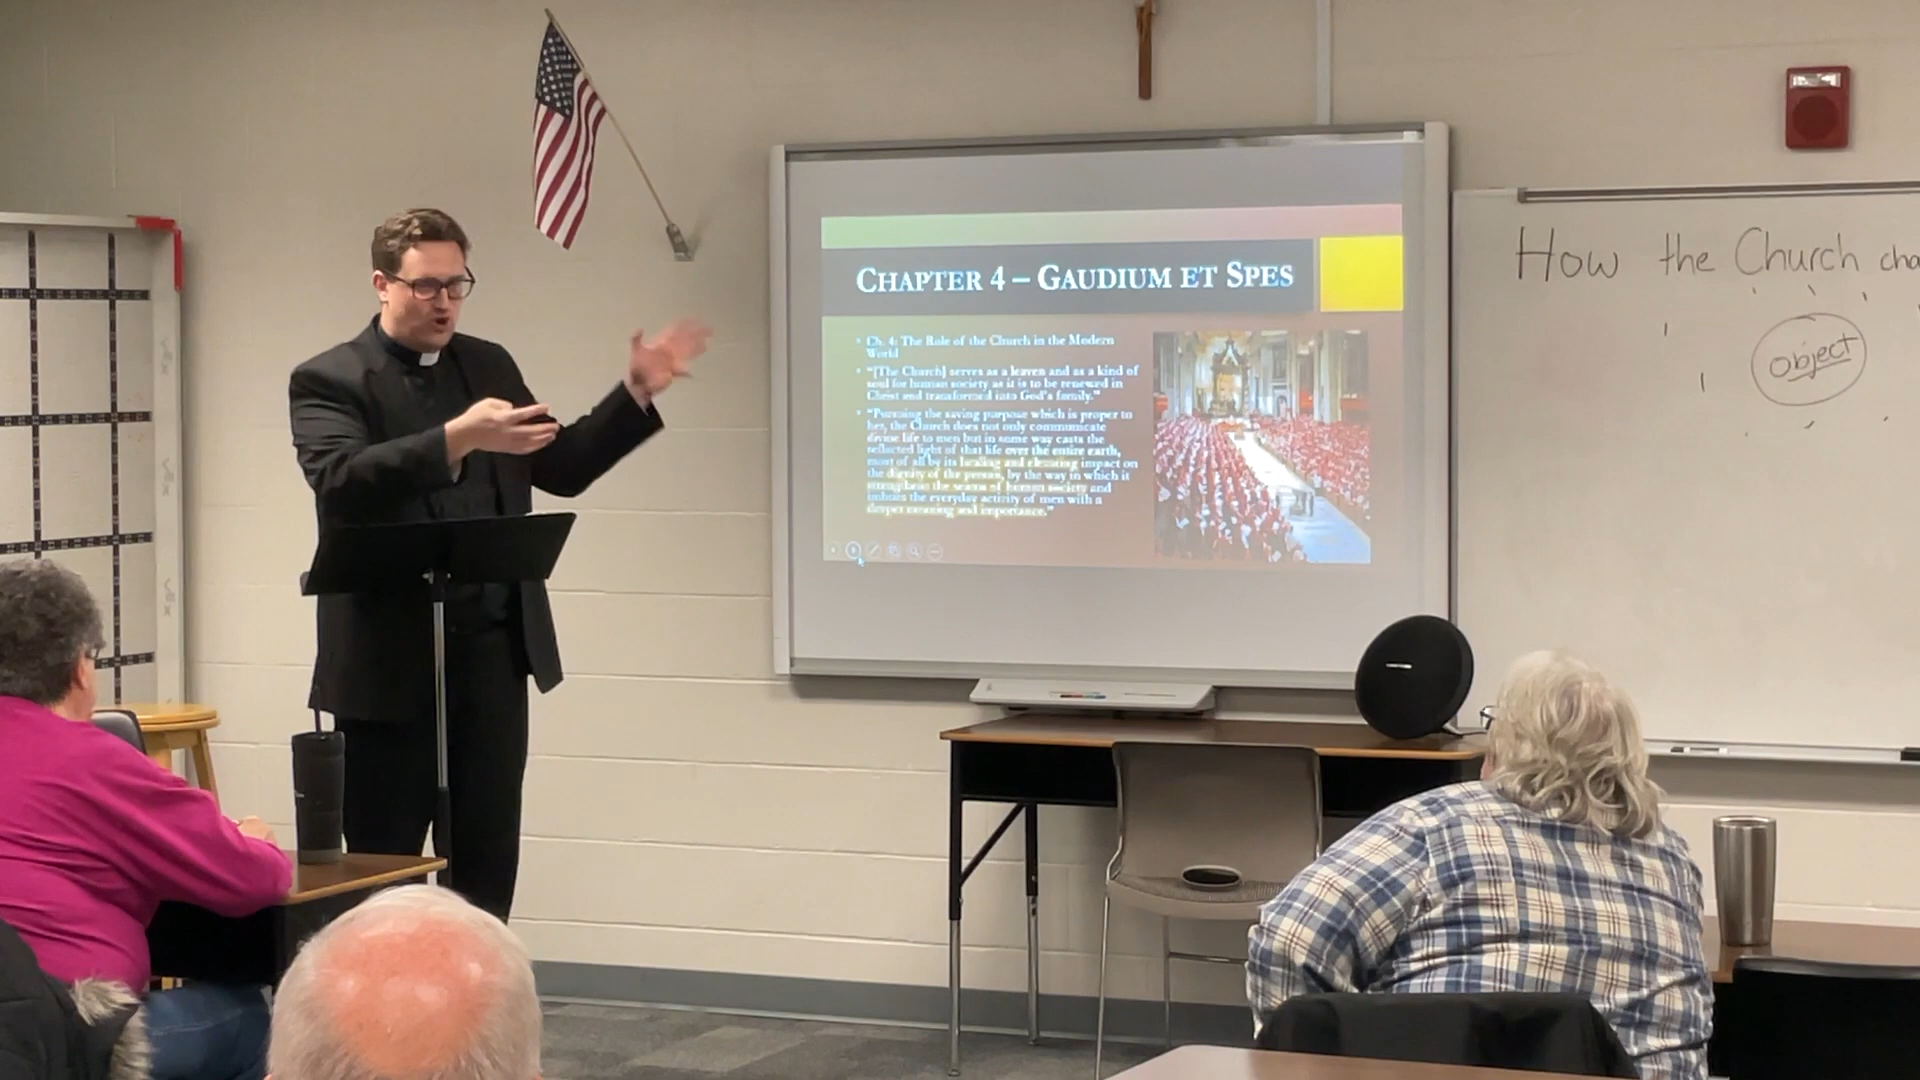 CHAPTER 4 – GAUDIUM ET SPES
Ch. 4: The Role of the Church in the Modern
World
"[The Church] serves as a leaven and as a kind of
soul for human society as it is to be renewed in
Christ and transformed into God's family."
"Pursuing the saving purpose which is proper to
her, the Church does not only communicate
divine life to men but in some way casts the
reflected light of that life over the entire earth,
most of all by its healing and elevating impact on
the dignity of the person, by the way in which it
strengthens the seams of human society and
imbues the everyday activity of men with a
deeper meaning and importance."
How the Church cha
Object